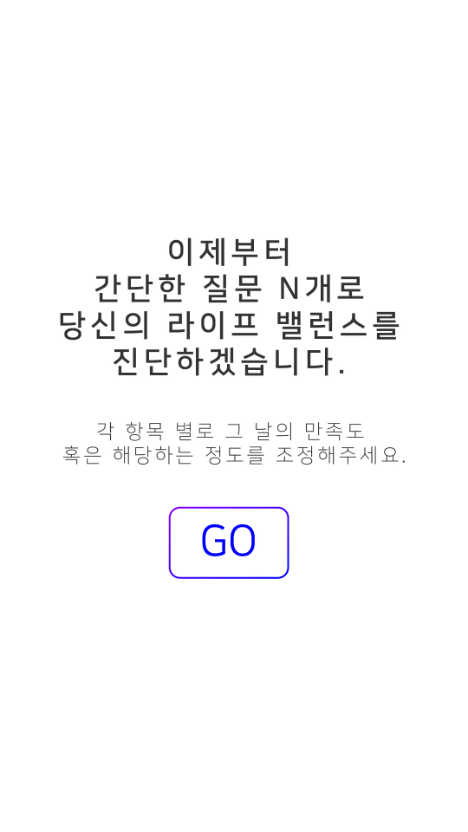 이제부터
간단한 질문 N개로
당신의 라이프 밸런스를
진단하겠습니다.
각 항목 별로 그 날의 만족도
혹은 해당하는 정도를 조정해주세요.
GO